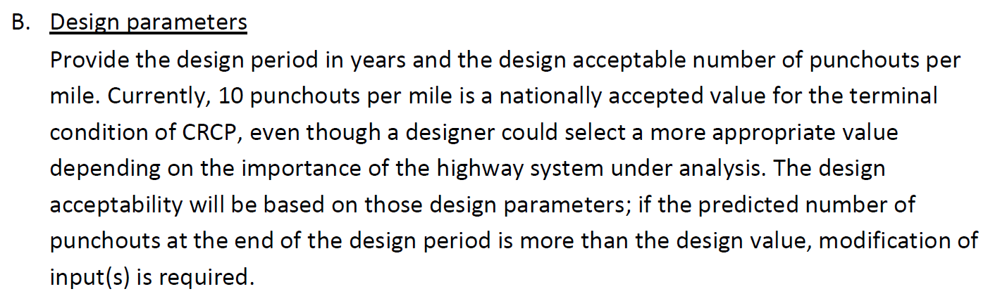 B. Design parameters
Provide the design period in years and the design acceptable number of punchouts per
mile. Currently, 10 punchouts per mile is a nationally accepted value for the terminal
condition of CRCP, even though a designer could select a more appropriate value
depending on the importance of the highway system under analysis. The design
acceptability will be based on those design parameters; if the predicted number of
punchouts at the end of the design period is more than the design value, modification of
input(s) is required.